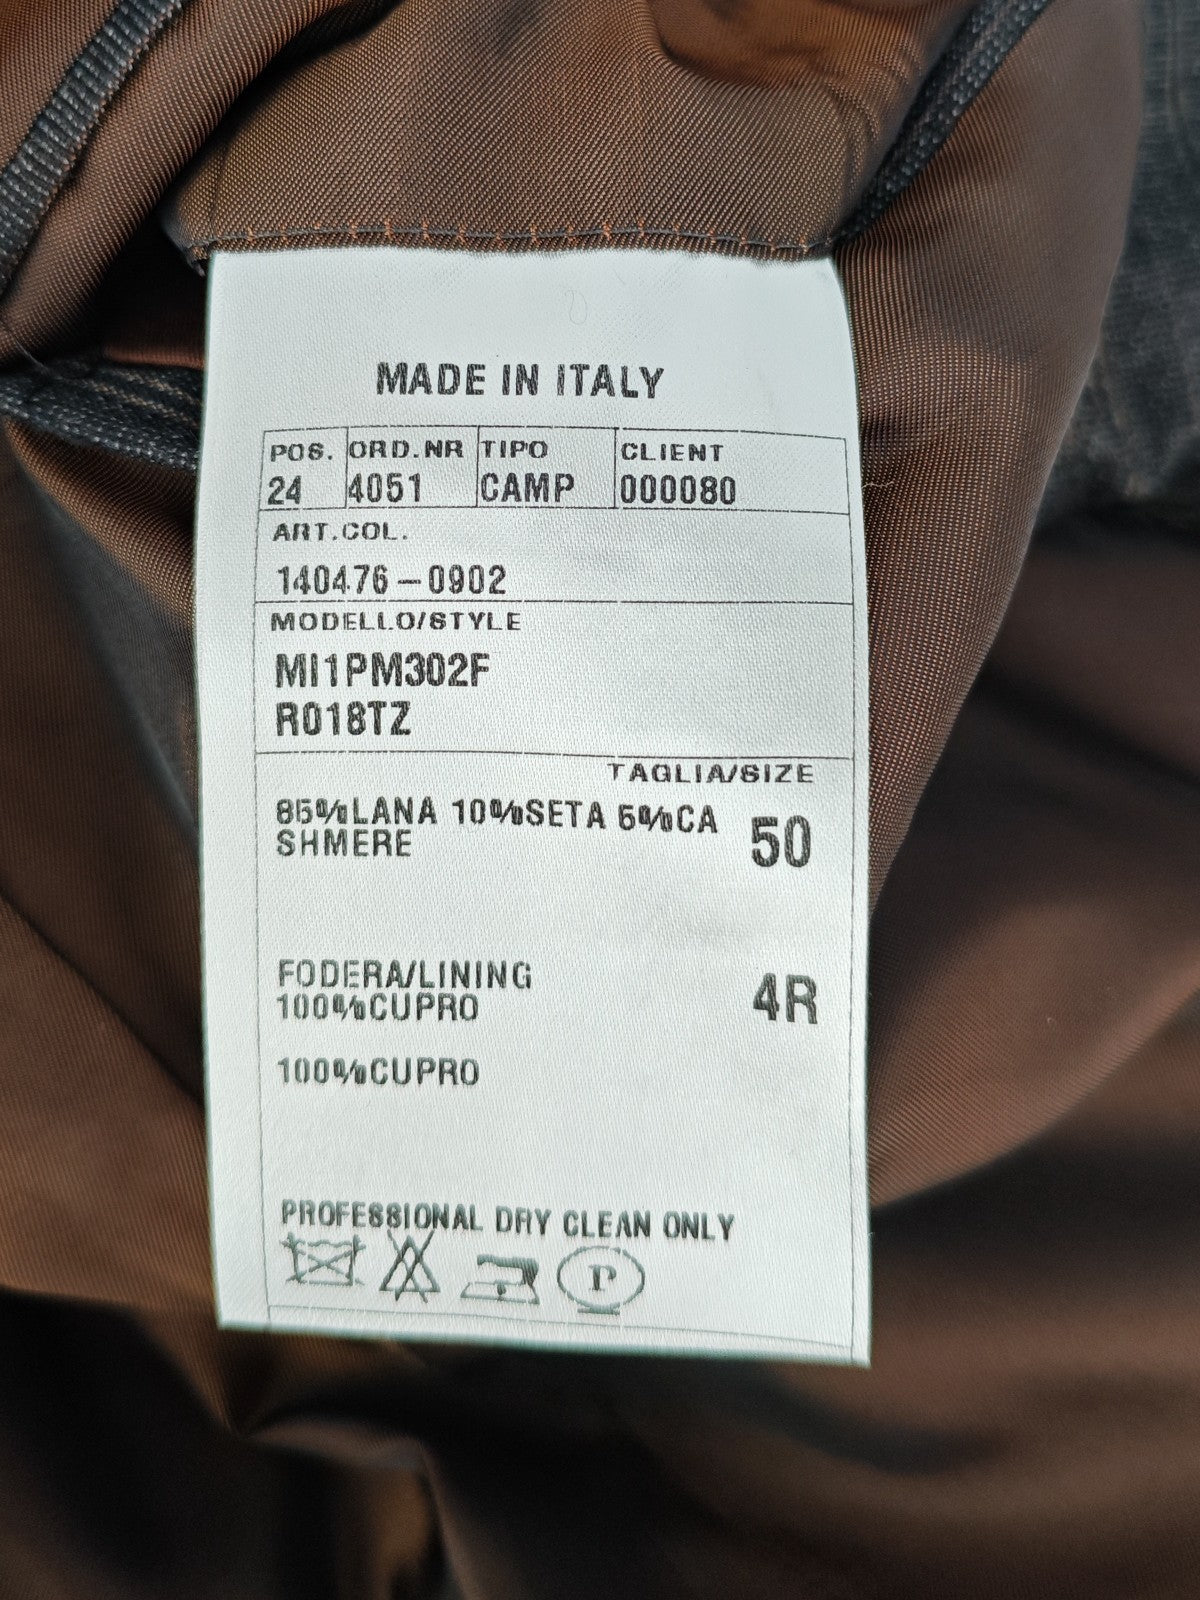 MADE IN ITALY
POS. ORD.NR TIPO CLIENT
24 4051 CAMP 000080
ART.COL.
140476-0902
MODELLO/STYLE
MI1PM302F
R018TZ
TAGLIA/SIZE
85%LANA 10%SETA 5%CA 50
SHMERE
FODERA/LINING 4R
100%CUPRO
100%CUPRO
PROFESSIONAL DRY CLEAN ONLY
P